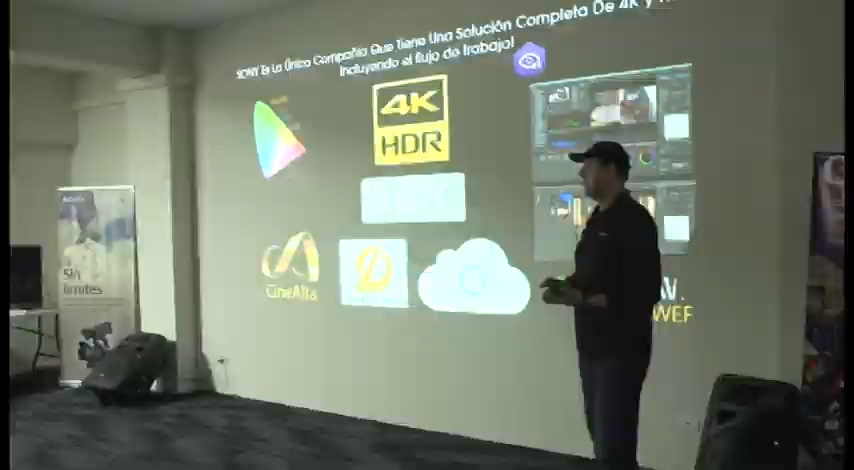 SONY Es La Única Compañía Que Tiene Una Solución Completa De 4K y
Incluyendo el flujo de trabajo!
4K
HDR
CineAlta
Sin
límites